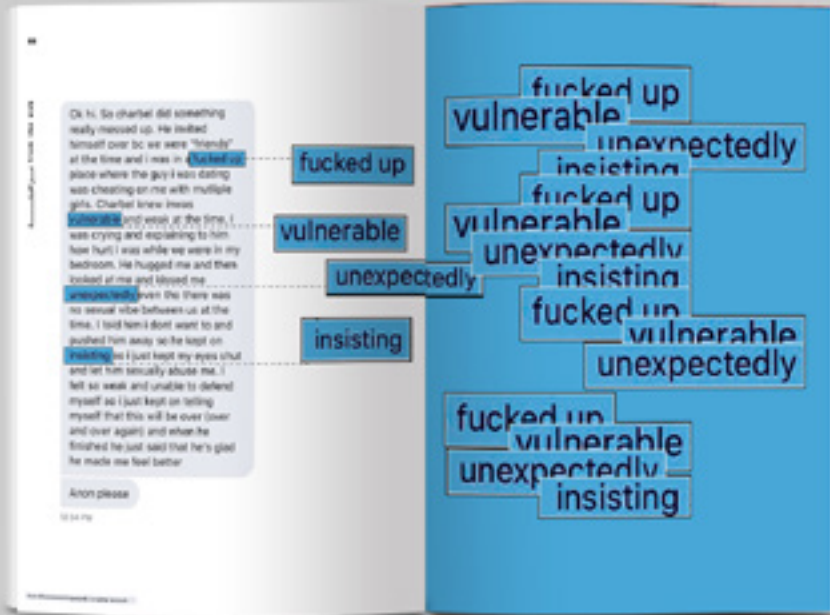 Ok hi. So charbel did something
really messed up. He invited
himself over bc we were "friends"
at the time and i was in a fucked up
place where the guy i was dating
was cheating on me with multiple
girls. Charbel knew iwas
vulnerable and weak at the time. I
was crying and explaining to him
how hurt i was while we were in my
bedroom. He hugged me and then
looked at me and kissed me
unexpectedly even tho there was
no sexual vibe between us at the
time. I told him i dont want to and
pushed him away so he kept on
insisting so i just kept my eyes shut
and let him sexually abuse me. I
felt so weak and unable to defend
myself so i just kept on telling
myself that this will be over (over
and over again) and when he
finished he just said that he's glad
he made me feel better
Anon please
fucked up
vulnerable
unexpectedly
insisting
fucked up
vulnerable
unexpectedly
insisting
fucked up
vulnerable
unexpectedly
insisting
fucked up
vulnerable
unexpectedly
fucked up
vulnerable
unexpectedly
insisting